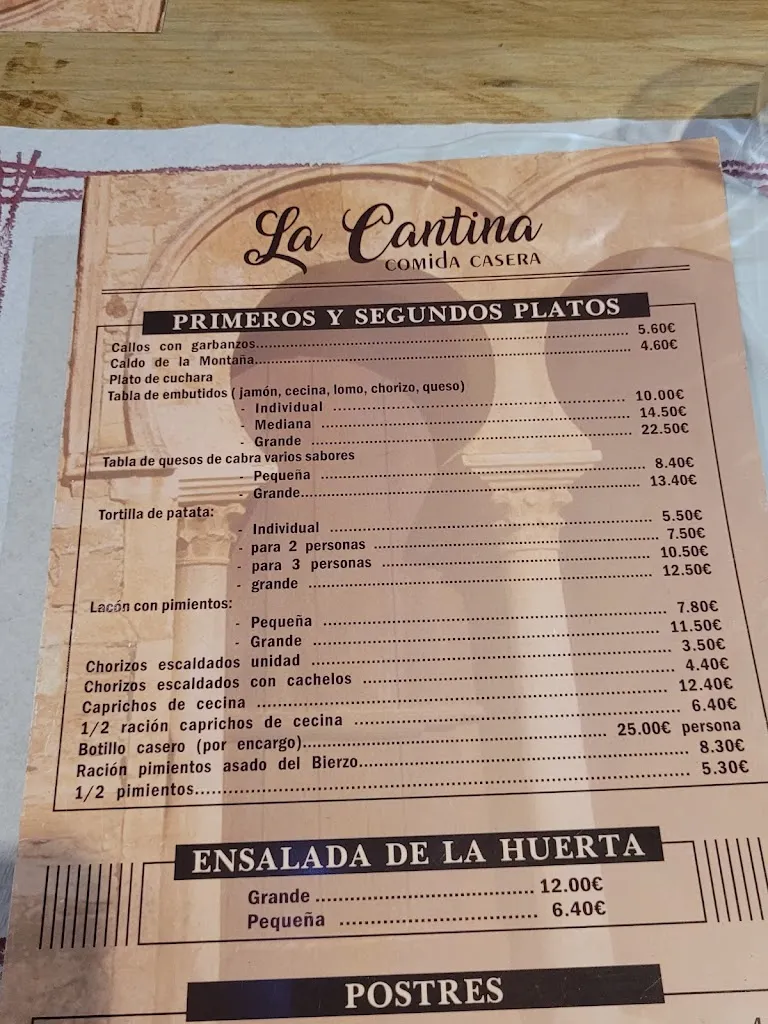 La Cantina
COMIdA CASERA
PRIMEROS Y SEGUNDOS PLATOS
Callos con garbanzos................ 5.60€
Caldo de la Montaña................ 4.60€
Plato de cuchara
Tabla de embutidos ( jamón, cecina, lomo, chorizo, queso)
- Individual ................ 10.00€
- Mediana ................ 14.50€
- Grande ................ 22.50€
Tabla de quesos de cabra varios sabores
- Pequeña ................ 8.40€
- Grande................ 13.40€
Tortilla de patata:
- Individual ................ 5.50€
- para 2 personas ................ 7.50€
- para 3 personas ................ 10.50€
- grande ................ 12.50€
Lacón con pimientos:
- Pequeña ................ 7.80€
- Grande ................ 11.50€
Chorizos escaldados unidad ................ 3.50€
Chorizos escaldados con cachelos ................ 4.40€
Caprichos de cecina ................ 12.40€
1/2 ración caprichos de cecina ................ 6.40€
Botillo casero (por encargo)................ 25.00€ persona
Ración pimientos asado del Bierzo................ 8.30€
1/2 pimientos................ 5.30€
ENSALADA DE LA HUERTA
Grande ................ 12.00€
Pequeña ................ 6.40€
POSTRES